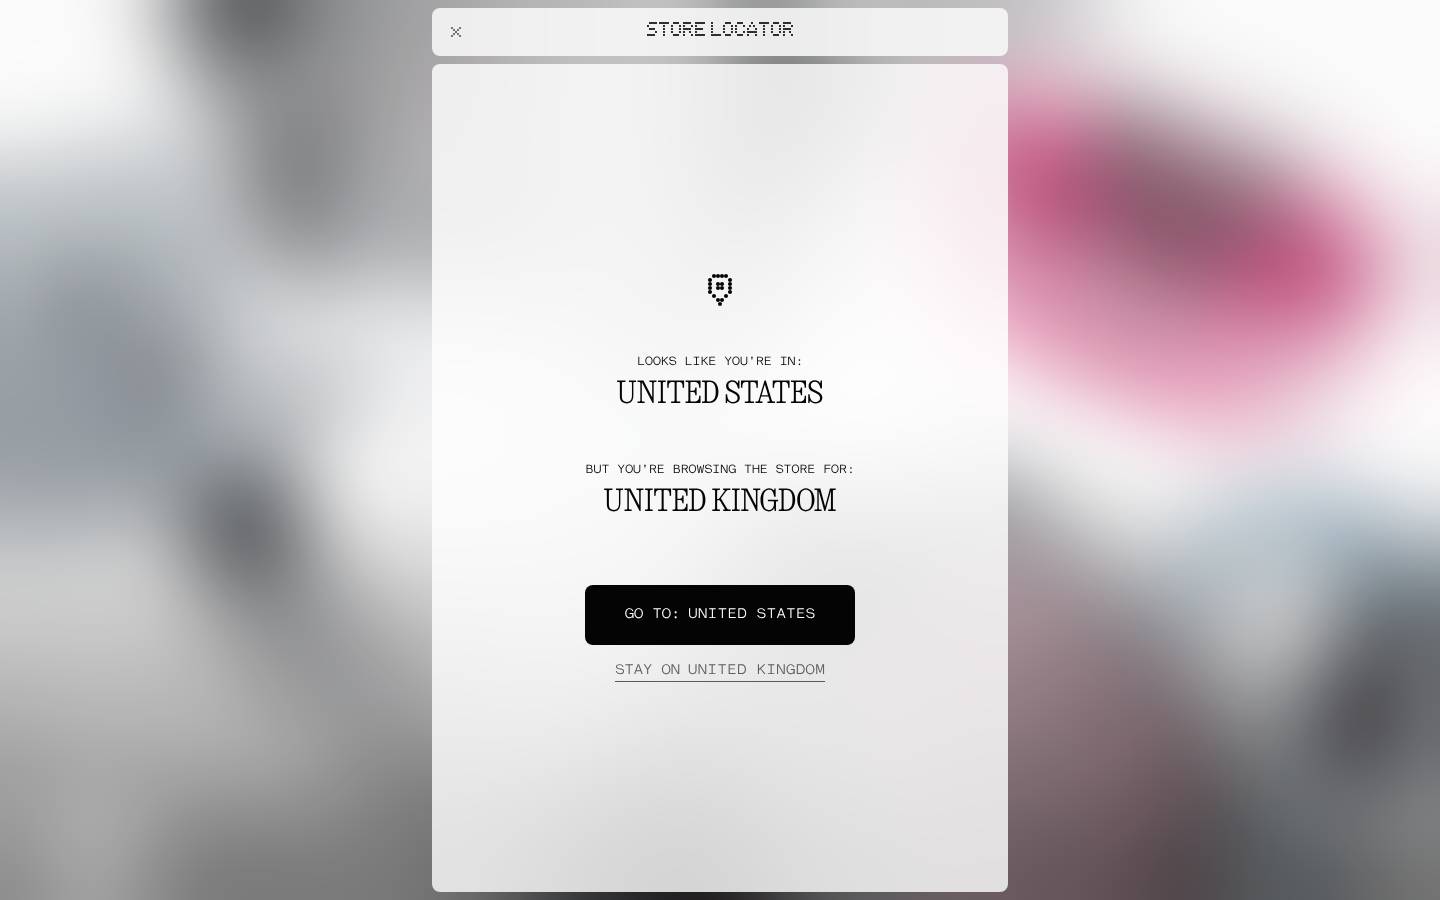 STORE LOCATOR
LOOKS LIKE YOU'RE IN:
UNITED STATES
BUT YOU'RE BROWSING THE STORE FOR:
UNITED KINGDOM
GO TO: UNITED STATES
STAY ON UNITED KINGDOM